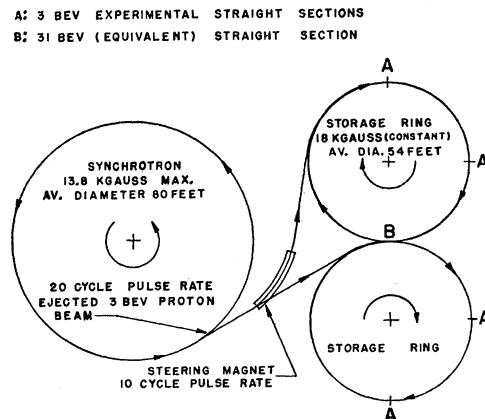 A: 3 BEV EXPERIMENTAL STRAIGHT SECTIONS
B: 31 BEV (EQUIVALENT) STRAIGHT SECTION
A
STORAGE RING
18 KGAUSS (CONSTANT)
AV. DIA. 54 FEET
A
SYNCHROTRON
13.8 KGAUSS MAX.
AV. DIAMETER 80 FEET
B
20 CYCLE PULSE RATE
EJECTED 3 BEV PROTON
BEAM
A
STORAGE RING
STEERING MAGNET
10 CYCLE PULSE RATE
A